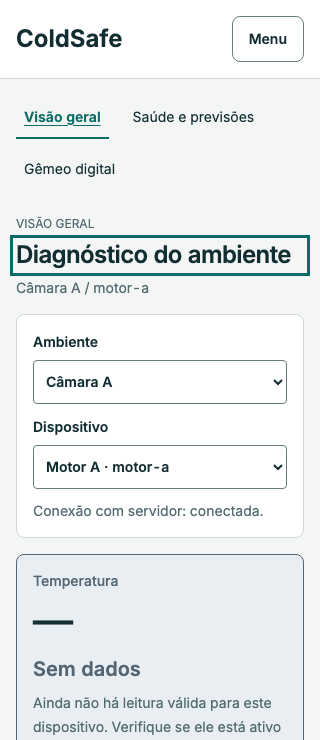 ColdSafe
Menu
Visão geral
Saúde e previsões
Gêmeo digital
VISÃO GERAL
Diagnóstico do ambiente
Câmara A / motor-a
Ambiente
Câmara A
Dispositivo
Motor A · motor-a
Conexão com servidor: conectada.
Temperatura
—
Sem dados
Ainda não há leitura válida para este
dispositivo. Verifique se ele está ativo